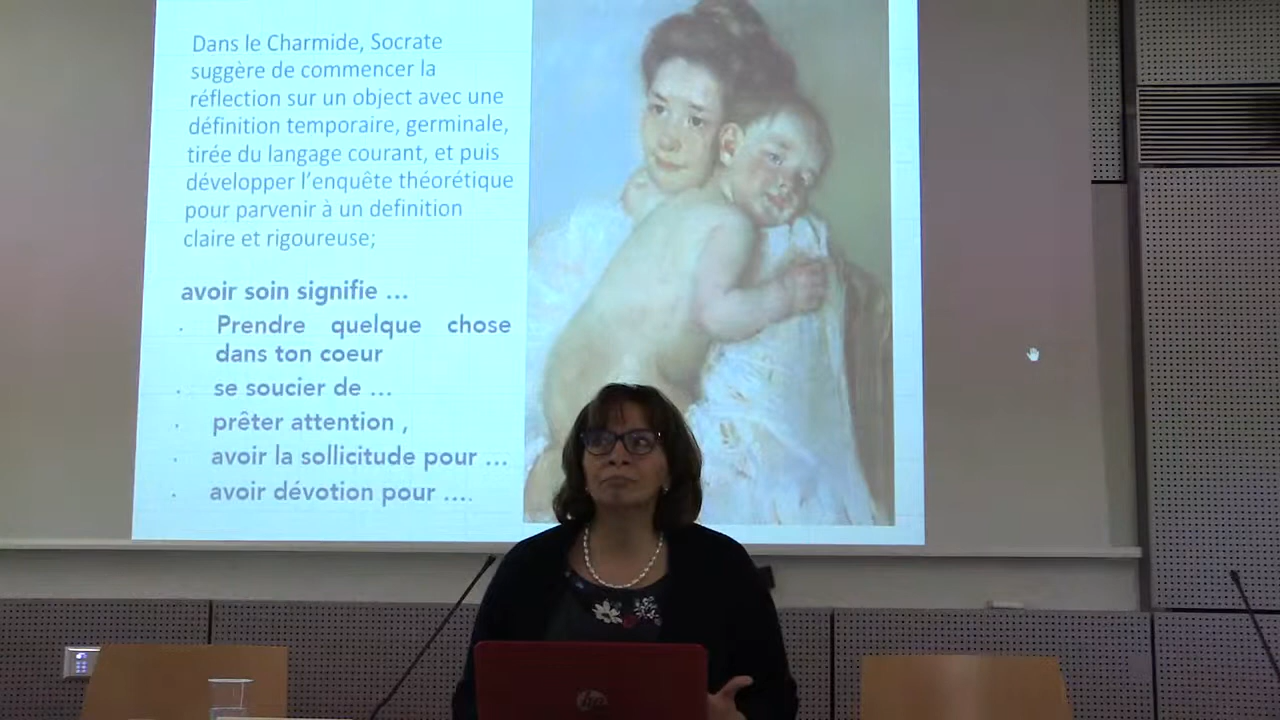 Dans le Charmide, Socrate
suggère de commencer la
réflection sur un object avec une
définition temporaire, germinale,
tirée du langage courant, et puis
développer l'enquête théorétique
pour parvenir à un definition
claire et rigoureuse;
avoir soin signifie ...
· Prendre quelque chose
dans ton coeur
· se soucier de ...
· prêter attention ,
· avoir la sollicitude pour ...
· avoir dévotion pour ....
hp